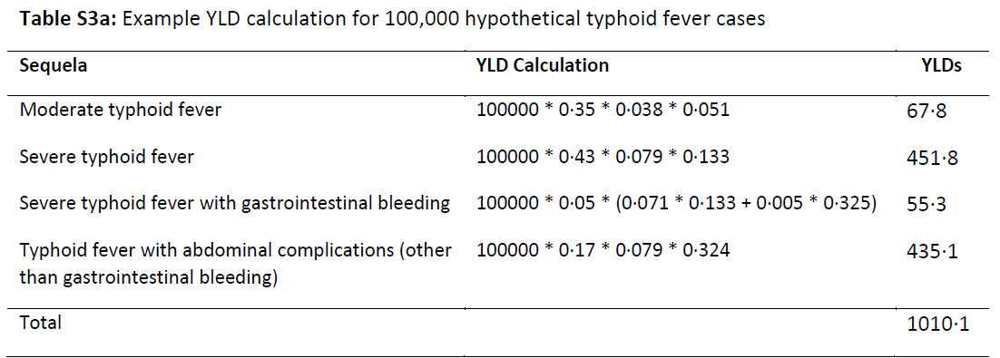 Table S3a: Example YLD calculation for 100,000 hypothetical typhoid fever cases
Sequela YLD Calculation YLDs
Moderate typhoid fever 100000 * 0·35 * 0·038 * 0·051 67·8
Severe typhoid fever 100000 * 0·43 * 0·079 * 0·133 451·8
Severe typhoid fever with gastrointestinal bleeding 100000 * 0·05 * (0·071 * 0·133 + 0·005 * 0·325) 55·3
Typhoid fever with abdominal complications (other 100000 * 0·17 * 0·079 * 0·324 435·1
than gastrointestinal bleeding)
Total 1010·1